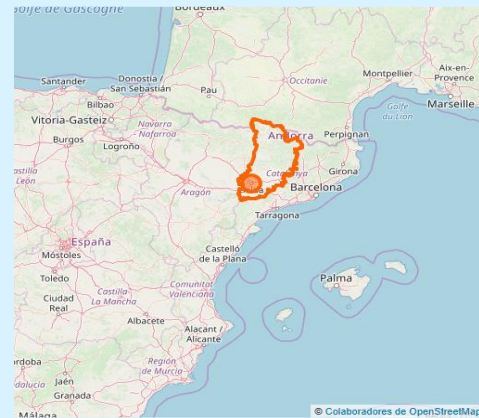 Golfe de Gascogne
Bordeaux
Santander
Donostia /
San Sebastián
Bilbao
Pau
Occitanie
Montpellier
Aix-en-
Provence
Marseille
Golfe
du Lion
Vitoria-Gasteiz
Navarra
Nafarroa
Burgos
Logroño
Andorra
Perpignan
Girona
Catalunya
Barcelona
Aragón
Tarragona
España
Móstoles
Toledo
Castelló
de la Plana
Comunitat
Valenciana
Palma
Ciudad
Real
Castilla-
La Mancha
Albacete
Alacant /
Alicante
Región
de Murcia
Jaén
Granada
Málaga
© Colaboradores de OpenStreetMap